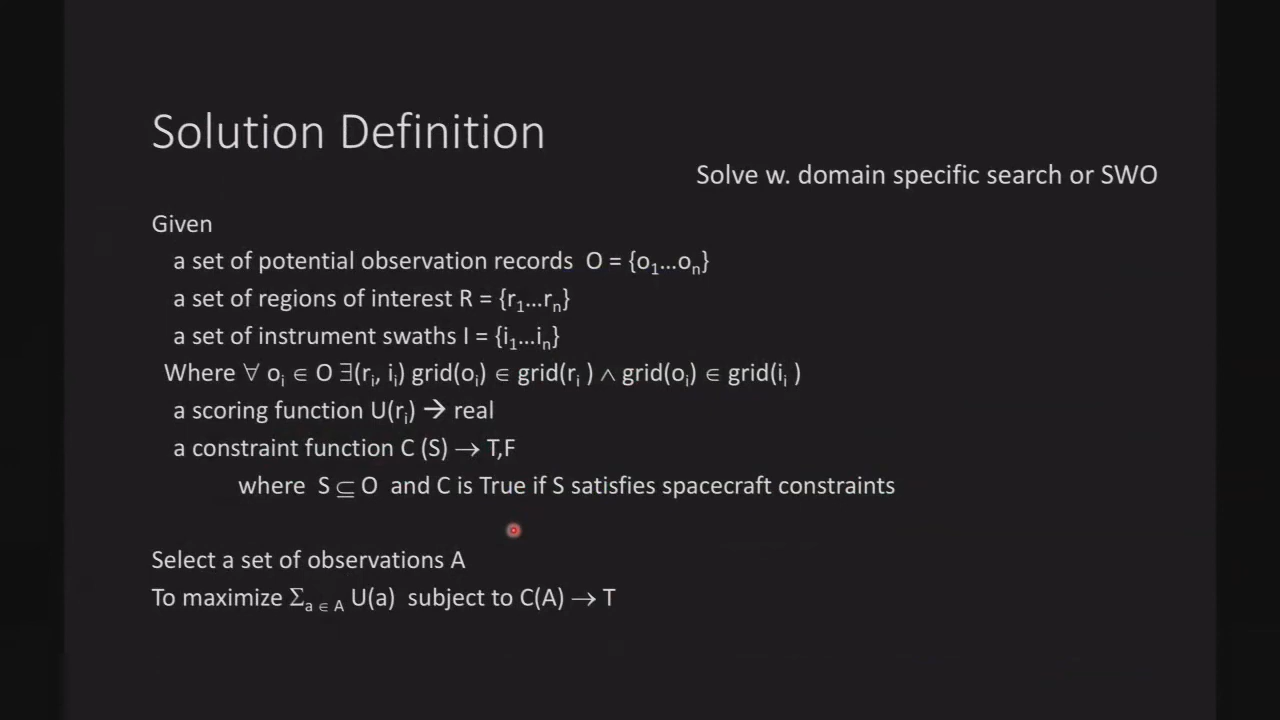 Solution Definition
Solve w. domain specific search or SWO
Given
a set of potential observation records O = {o₁…oₙ}
a set of regions of interest R = {r₁…rₙ}
a set of instrument swaths I = {i₁…iₙ}
Where ∀ oᵢ ∈ O ∃(rᵢ, iᵢ) grid(oᵢ) ∈ grid(rᵢ ) ∧ grid(oᵢ) ∈ grid(iᵢ )
a scoring function U(rᵢ) → real
a constraint function C (S) → T,F
where S ⊆ O and C is True if S satisfies spacecraft constraints
Select a set of observations A
To maximize Σₐ ∈ A U(a) subject to C(A) → T